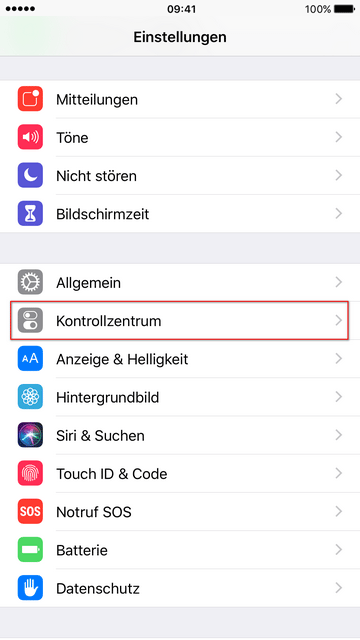 09:41
100%
Einstellungen
Mitteilungen
Töne
Nicht stören
Bildschirmzeit
Allgemein
Kontrollzentrum
AA Anzeige & Helligkeit
Hintergrundbild
Siri & Suchen
Touch ID & Code
SOS Notruf SOS
Batterie
Datenschutz